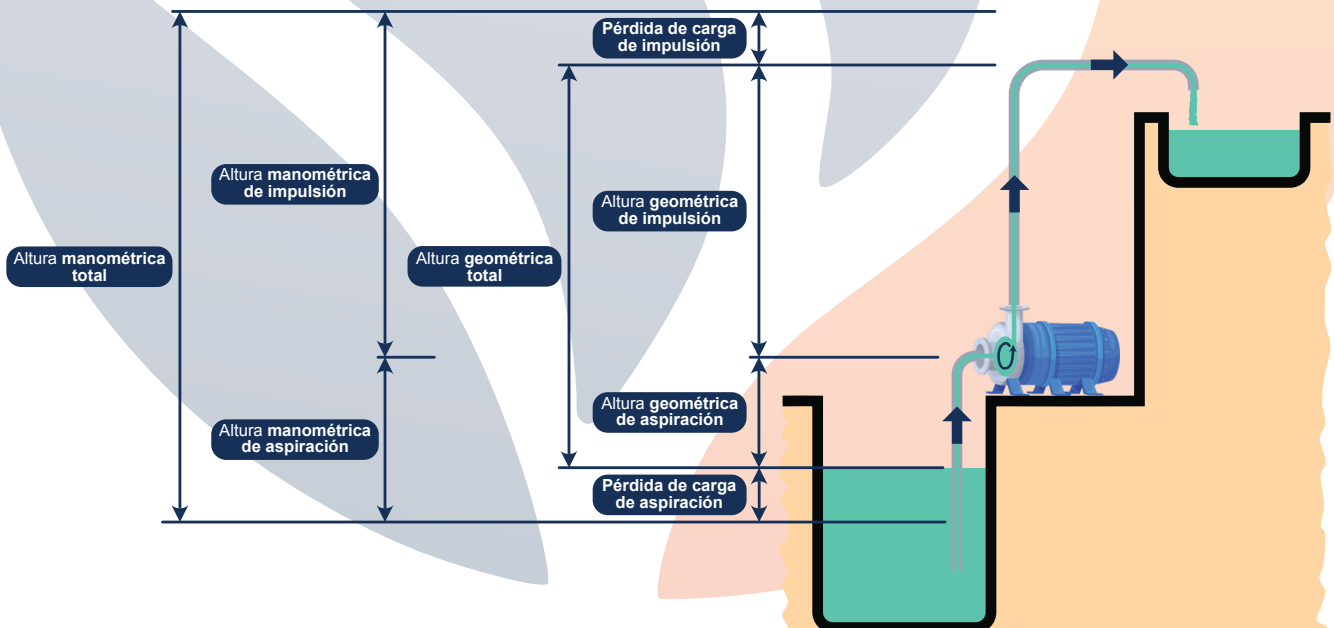 Pérdida de carga
de impulsión
Altura manométrica
de impulsión
Altura geométrica
de impulsión
Altura manométrica
total
Altura geométrica
total
Altura manométrica
de aspiración
Altura geométrica
de aspiración
Pérdida de carga
de aspiración